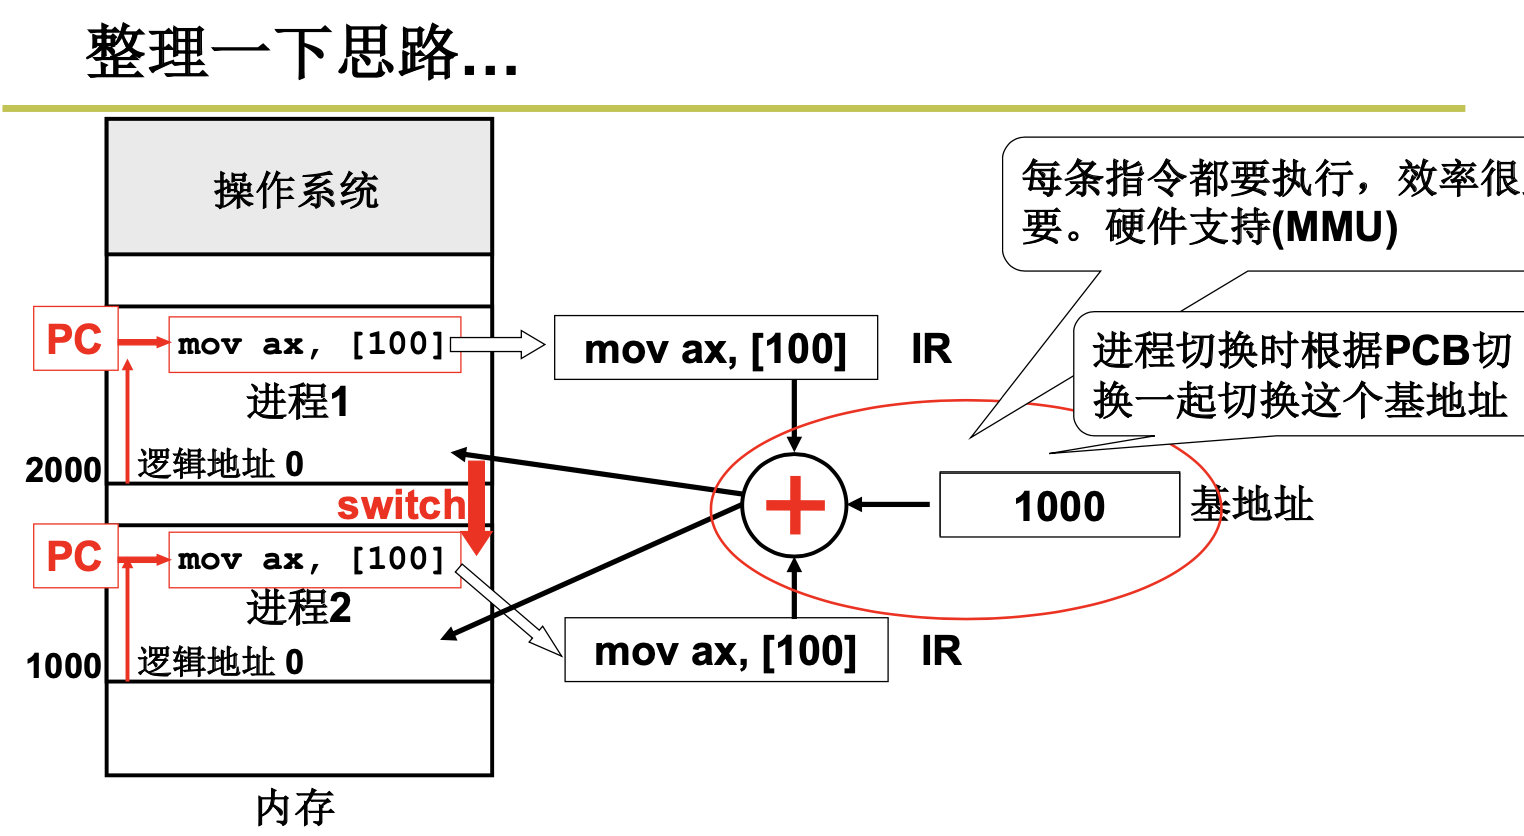 整理一下思路...
操作系统
每条指令都要执行，效率很
要。硬件支持(MMU)
PC
mov ax, [100]
mov ax, [100]
IR
进程切换时根据PCB切
换一起切换这个基地址
进程1
2000
逻辑地址 0
switch
1000
基地址
PC
mov ax, [100]
进程2
mov ax, [100]
IR
1000
逻辑地址 0
内存